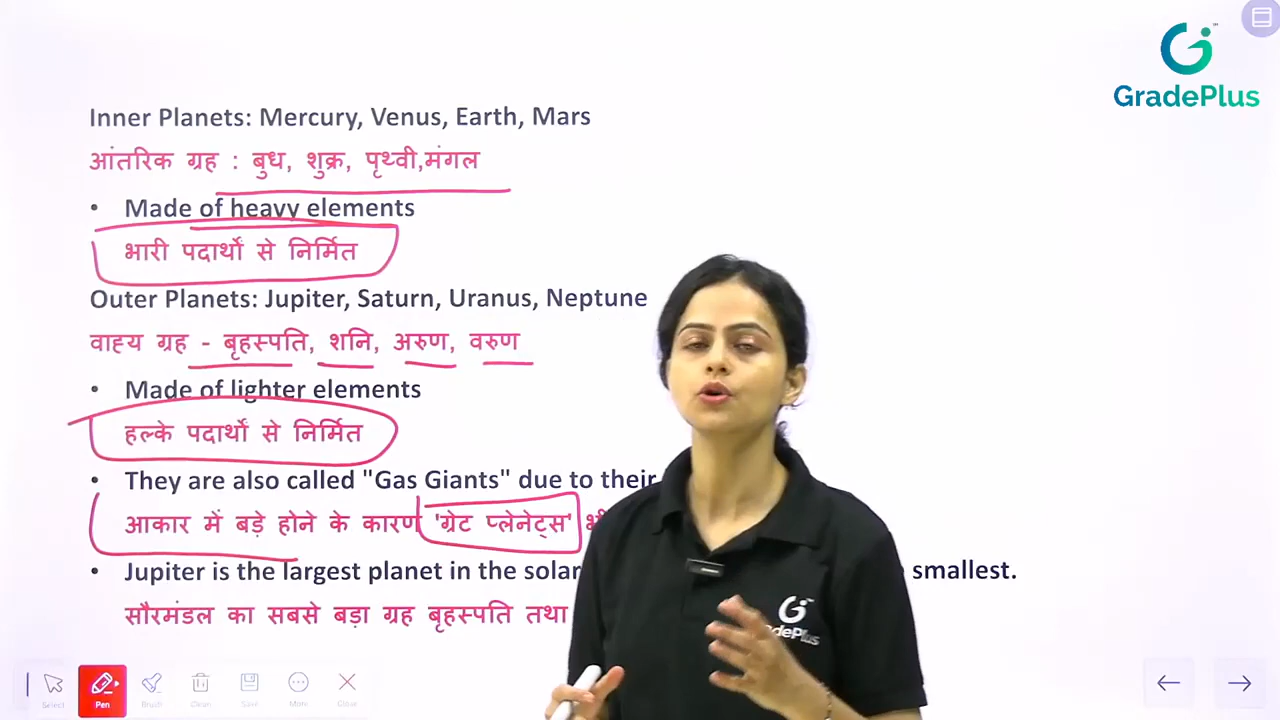 GradePlus
Inner Planets: Mercury, Venus, Earth, Mars
आंतरिक ग्रह : बुध, शुक्र, पृथ्वी,मंगल
• Made of heavy elements
भारी पदार्थों से निर्मित
Outer Planets: Jupiter, Saturn, Uranus, Neptune
वाह्य ग्रह - बृहस्पति, शनि, अरुण, वरुण
• Made of lighter elements
हल्के पदार्थों से निर्मित
• They are also called "Gas Giants" due to their
आकार में बड़े होने के कारण 'ग्रेट प्लेनेट्स' भी
• Jupiter is the largest planet in the solar smallest.
सौरमंडल का सबसे बड़ा ग्रह बृहस्पति तथा
Select Pen Brush Clean Save More Close